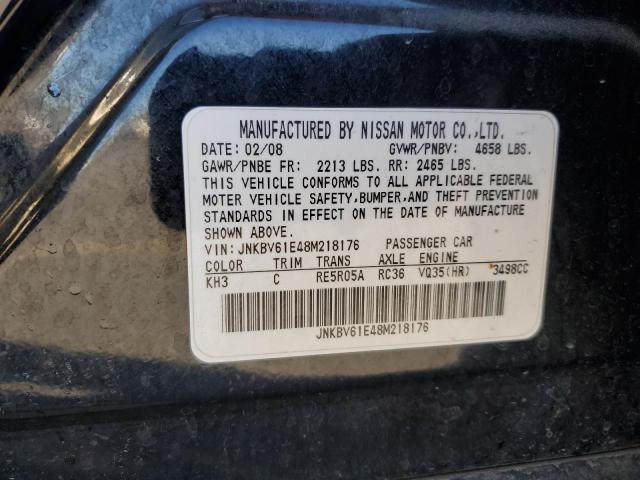 MANUFACTURED BY NISSAN MOTOR CO.,LTD.
DATE: 02/08 GVWR/PNBV: 4658 LBS.
GAWR/PNBE FR: 2213 LBS. RR: 2465 LBS.
THIS VEHICLE CONFORMS TO ALL APPLICABLE FEDERAL
MOTER VEHICLE SAFETY,BUMPER,AND THEFT PREVENTION
STANDARDS IN EFFECT ON THE DATE OF MANUFACTURE
SHOWN ABOVE.
VIN: JNKBV61E48M218176 PASSENGER CAR
COLOR TRIM TRANS AXLE ENGINE
KH3 C RE5R05A RC36 VQ35(HR) 3498CC
JNKBV61E48M218176